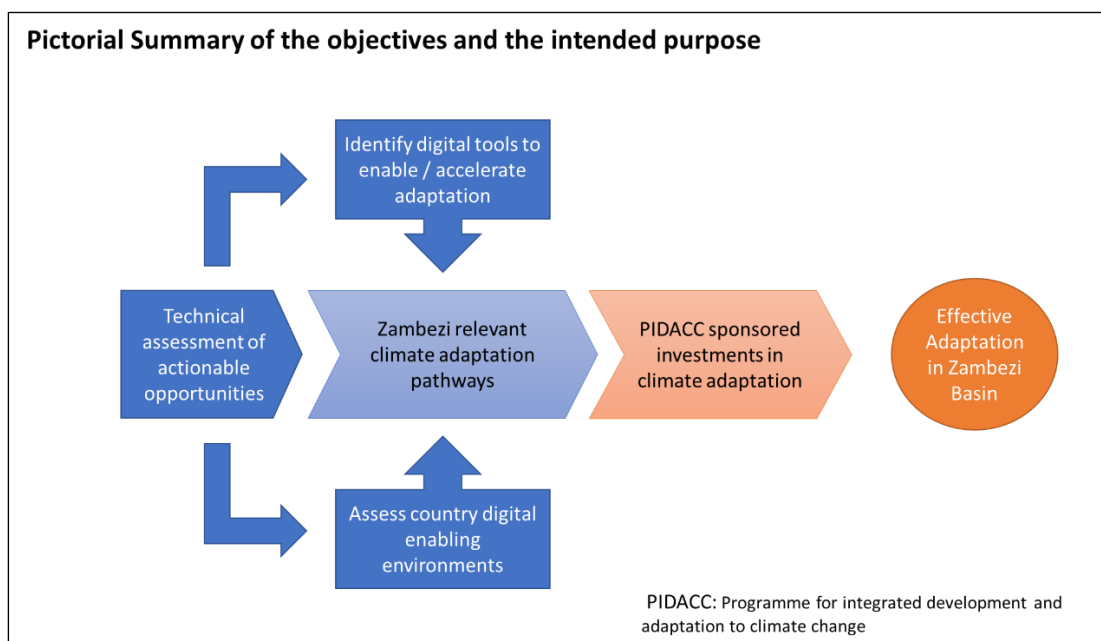 Pictorial Summary of the objectives and the intended purpose
Identify digital tools to
enable / accelerate
adaptation
Technical
assessment of
actionable
opportunities
Zambezi relevant
climate adaptation
pathways
PIDACC sponsored
investments in
climate adaptation
Effective
Adaptation
in Zambezi
Basin
Assess country digital
enabling
environments
PIDACC: Programme for integrated development and
adaptation to climate change